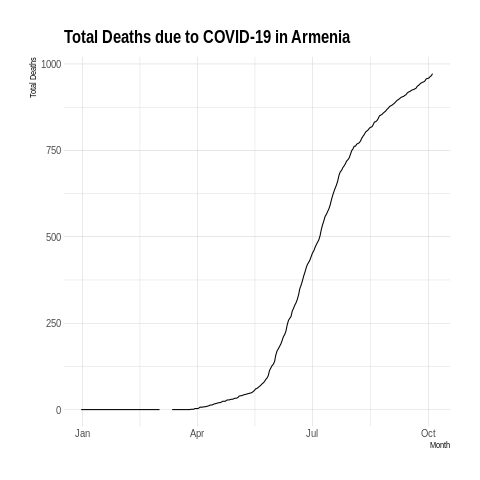 Total Deaths due to COVID-19 in Armenia
Total Deaths
1000
750
500
250
0
Jan Apr Jul Oct
Month